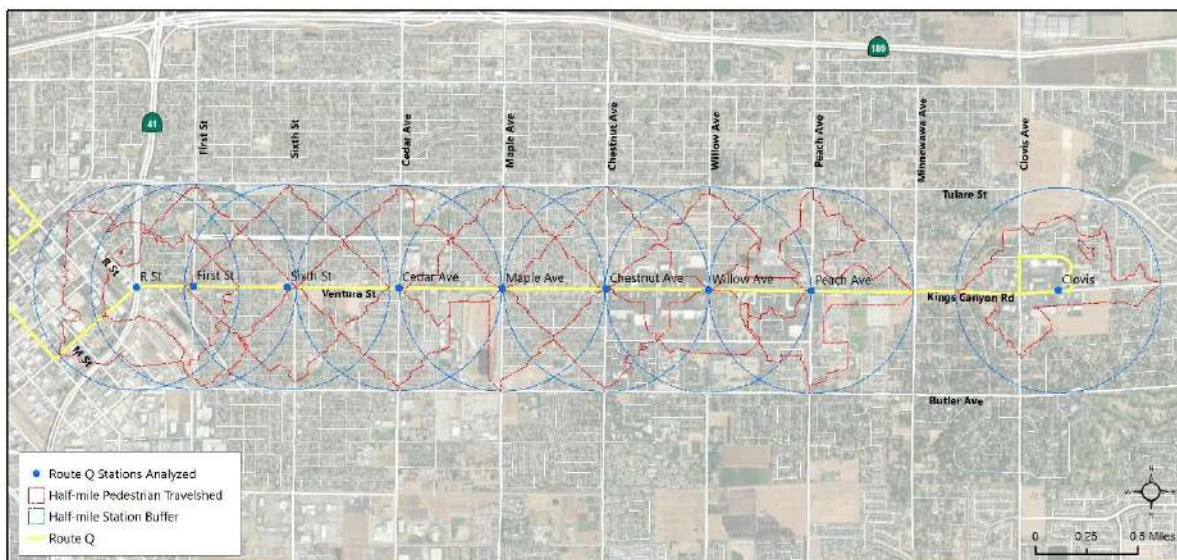 180
41
First St
Sixth St
Cedar Ave
Maple Ave
Chestnut Ave
Willow Ave
Peach Ave
Minnewawa Ave
Clovis Ave
Tulare St
R St
R St
First St
Sixth St
Ventura St
Cedar Ave
Maple Ave
Chestnut Ave
Willow Ave
Peach Ave
Kings Canyon Rd
Clovis
M St
Butler Ave
Route Q Stations Analyzed
Half-mile Pedestrian Travelshed
Half-mile Station Buffer
Route Q
N
W
E
S
0 0.25 0.5 Miles